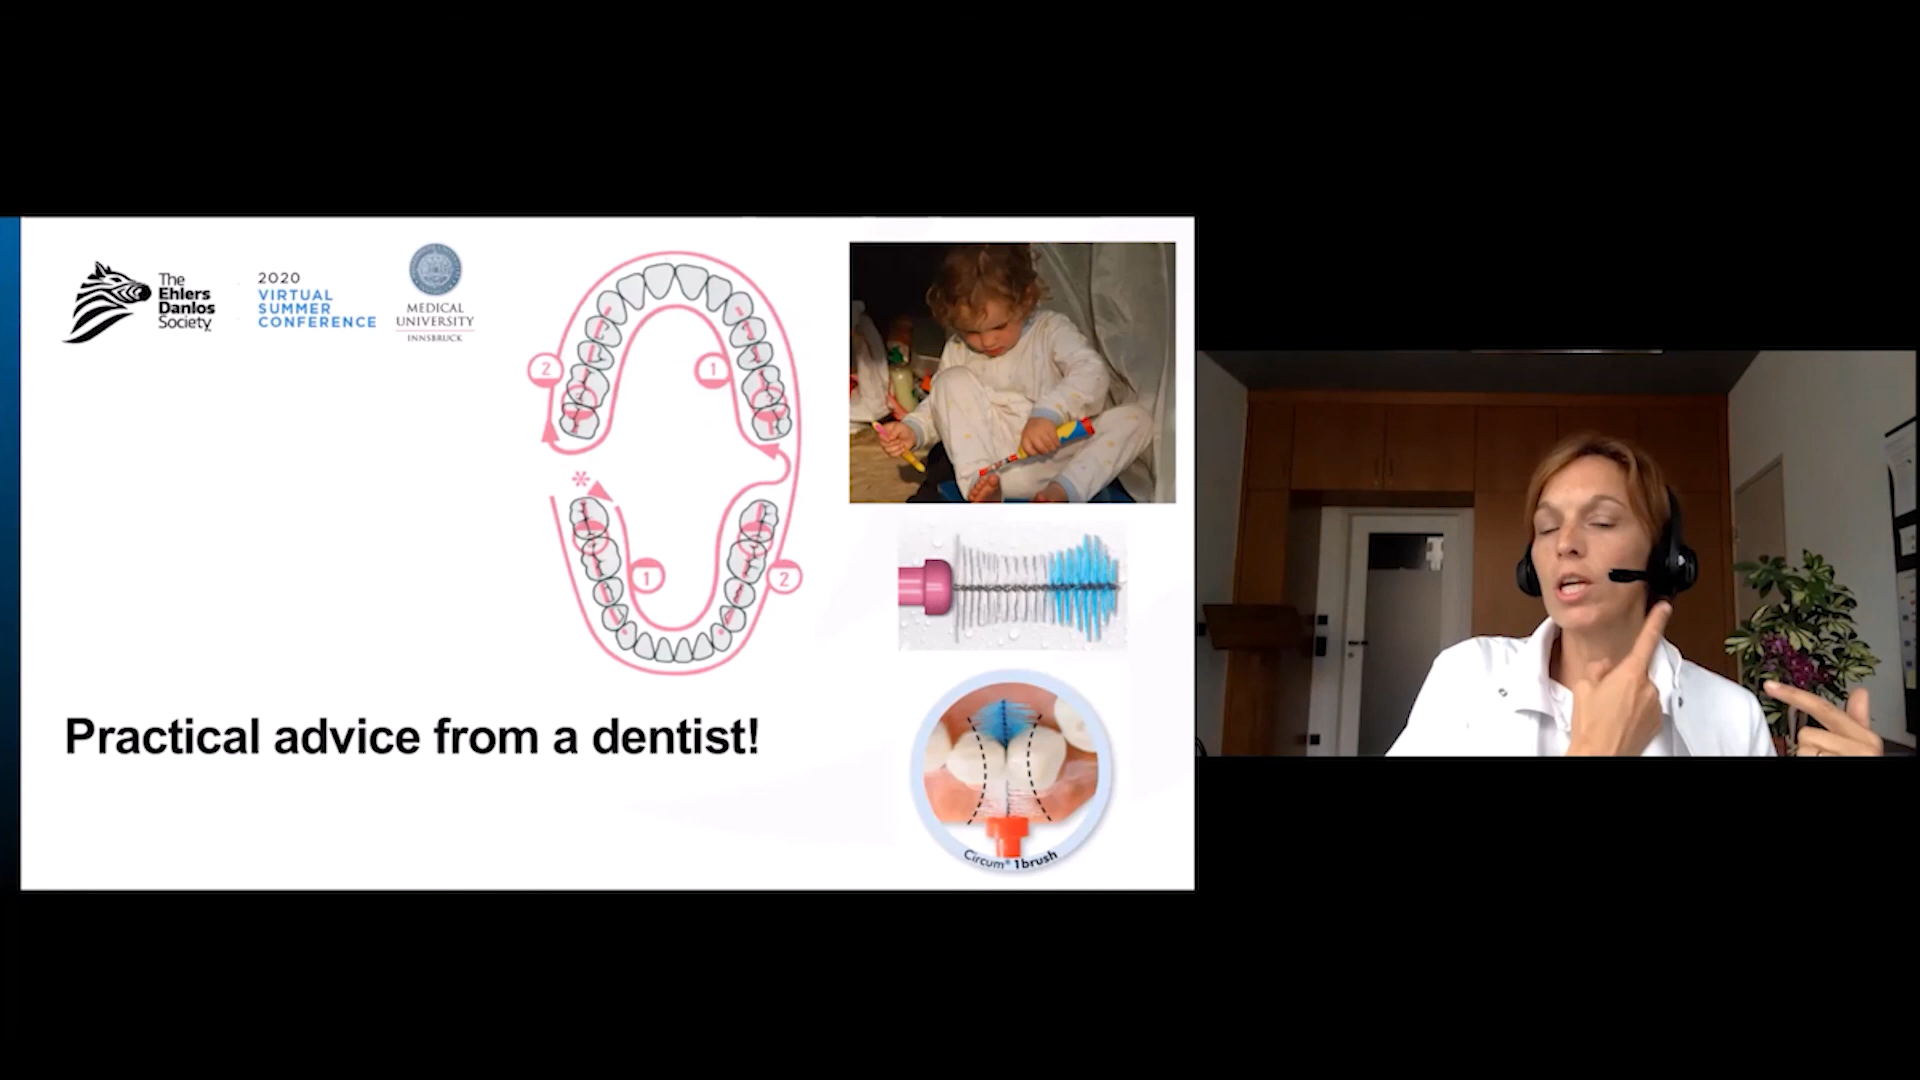 The
Ehlers
Danlos
Society
2020
VIRTUAL
SUMMER
CONFERENCE
MEDICAL
UNIVERSITY
INNSBRUCK
2
1
*
1
2
Practical advice from a dentist!
Circum® 1brush